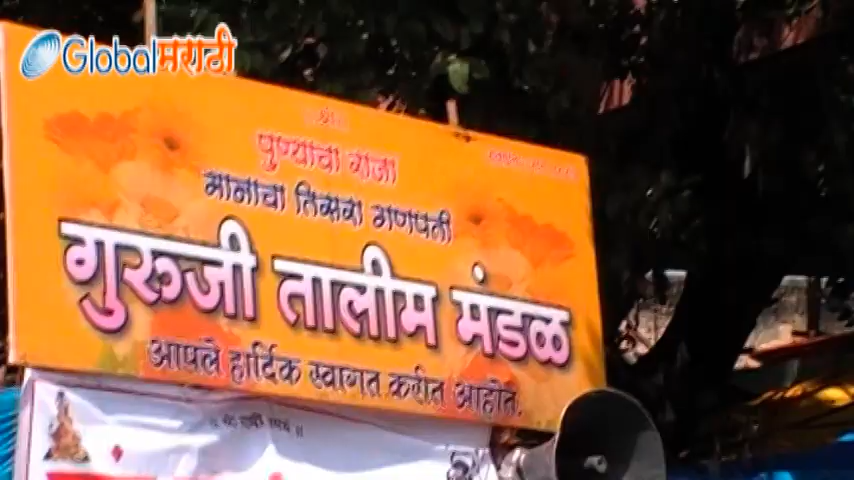 Globalमराठी
॥श्री॥
पुण्याचा राजा
मानाचा तिसरा गणपती
गुरुजी तालीम मंडळ
आपले हार्दिक स्वागत करीत आहोत.